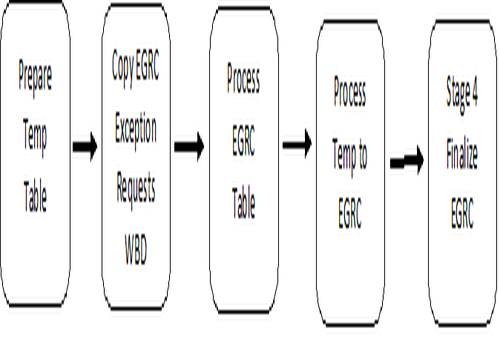 Prepare
Temp
Table
Copy EGRC
Exception
Requests
WBD
Process
EGRC
Table
Process
Temp to
EGRC
Stage 4
Finalize
EGRC